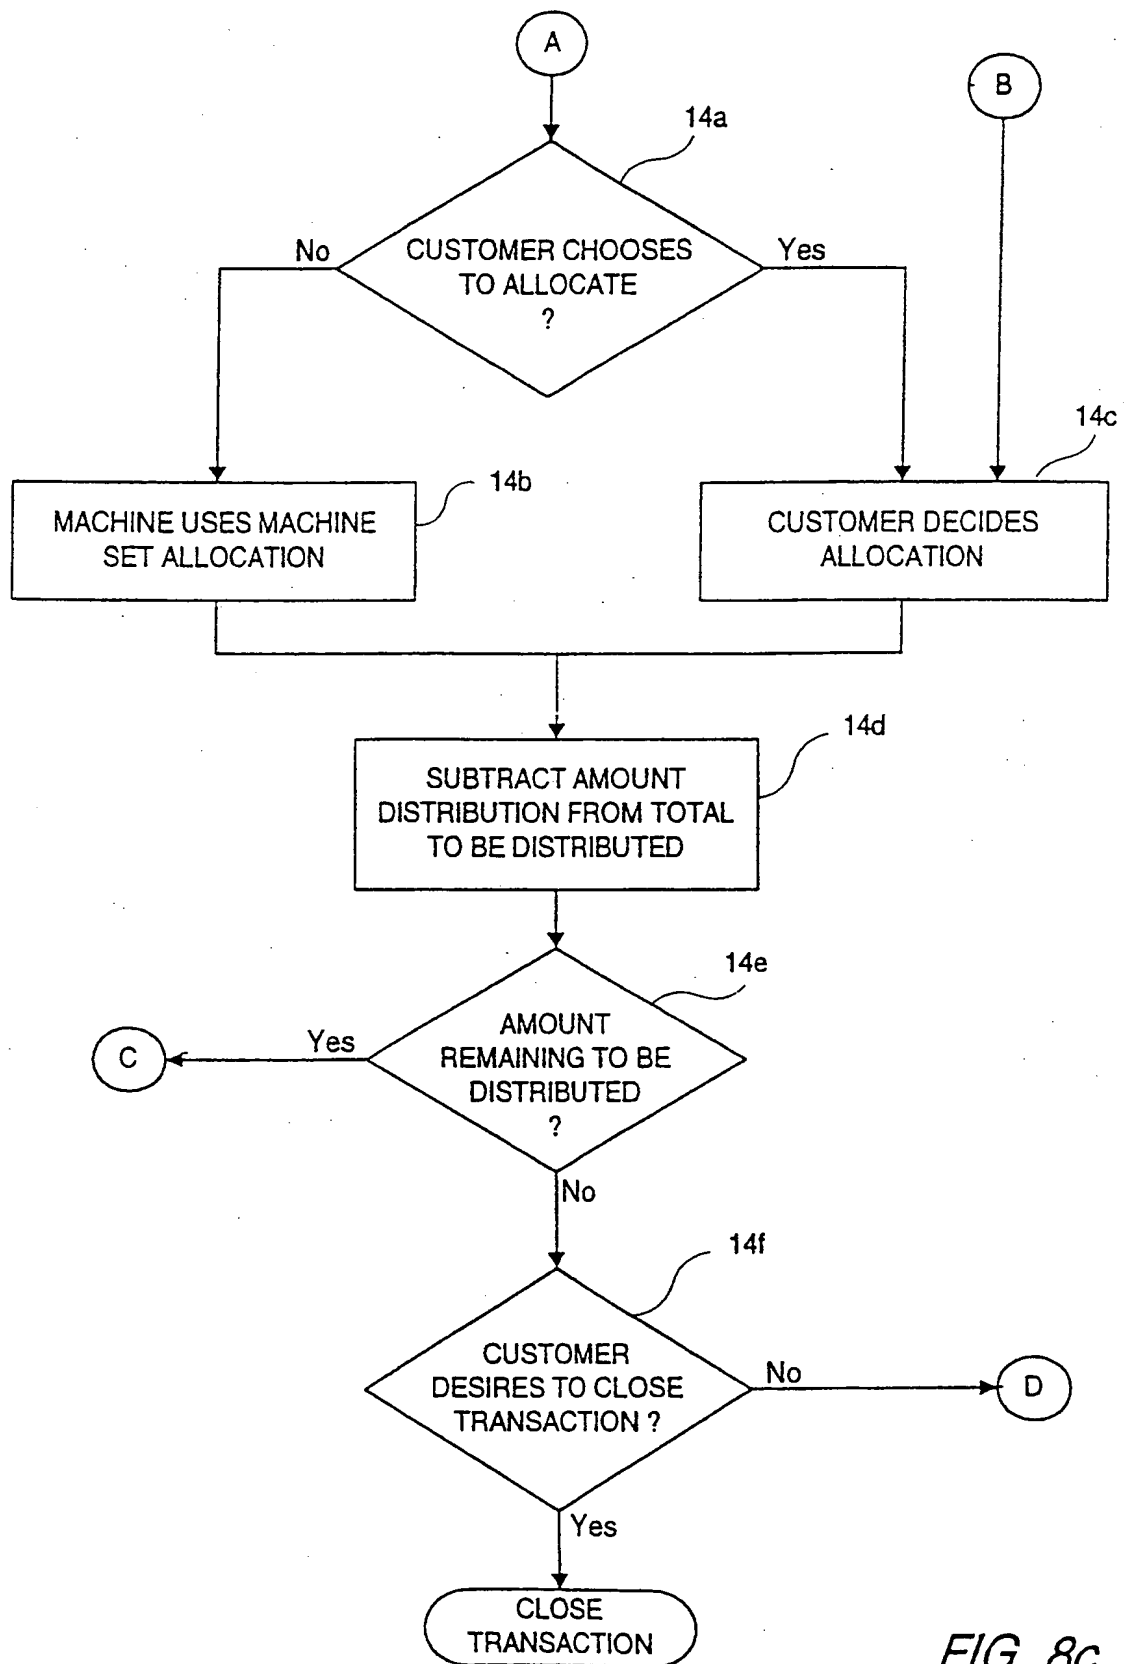 A
B
14a
No
CUSTOMER CHOOSES
TO ALLOCATE
?
Yes
14c
14b
MACHINE USES MACHINE
SET ALLOCATION
CUSTOMER DECIDES
ALLOCATION
14d
SUBTRACT AMOUNT
DISTRIBUTION FROM TOTAL
TO BE DISTRIBUTED
14e
C
Yes
AMOUNT
REMAINING TO BE
DISTRIBUTED
?
No
14f
CUSTOMER
DESIRES TO CLOSE
TRANSACTION ?
No
D
Yes
CLOSE
TRANSACTION
FIG. 8c